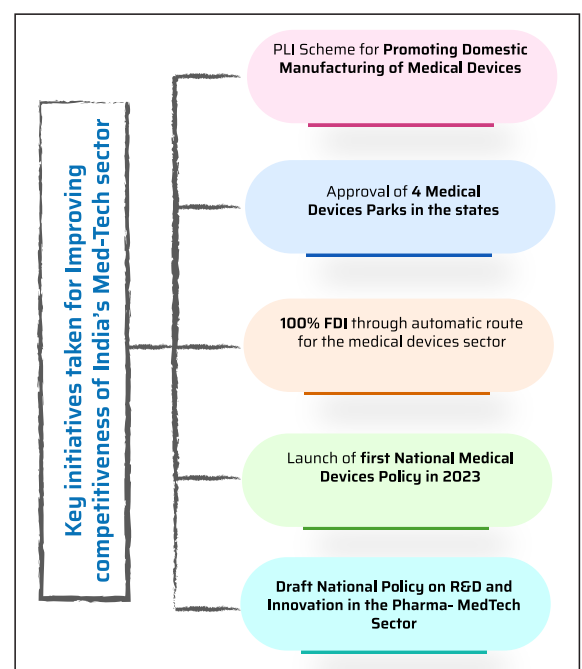 Key initiatives taken for Improving
competitiveness of India's Med-Tech sector
PLI Scheme for Promoting Domestic
Manufacturing of Medical Devices
Approval of 4 Medical
Devices Parks in the states
100% FDI through automatic route
for the medical devices sector
Launch of first National Medical
Devices Policy in 2023
Draft National Policy on R&D and
Innovation in the Pharma- MedTech
Sector